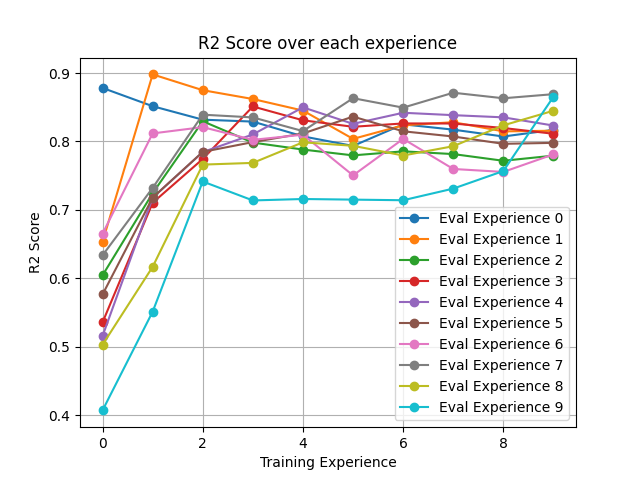 R2 Score over each experience
0.9
0.8
0.7
0.6
0.5
0.4
R2 Score
0 2 4 6 8
Training Experience
Eval Experience 0
Eval Experience 1
Eval Experience 2
Eval Experience 3
Eval Experience 4
Eval Experience 5
Eval Experience 6
Eval Experience 7
Eval Experience 8
Eval Experience 9